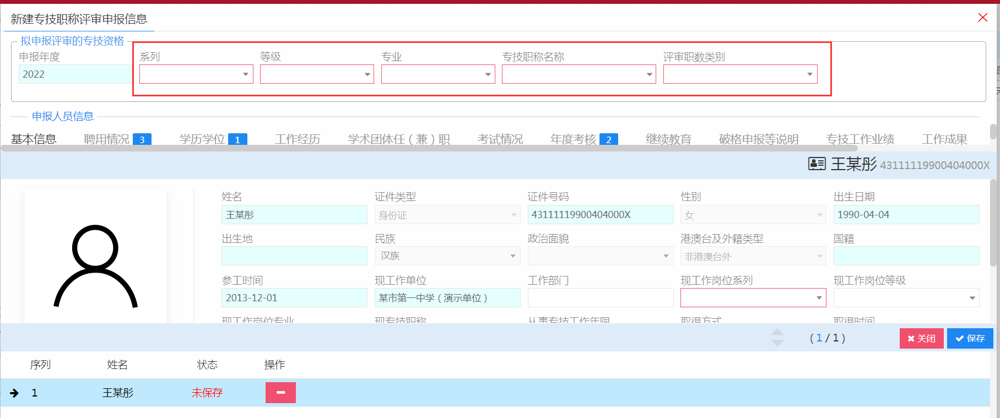 新建专技职称评审申报信息
拟申报评审的专技资格
申报年度 系列 等级 专业 专技职称名称 评审职数类别
2022
申报人员信息
基本信息 聘用情况 3 学历学位 1 工作经历 学术团体任（兼）职 考试情况 年度考核 2 继续教育 破格申报等说明 专技工作业绩 工作成果
王某彤 43111119900404000X
姓名 证件类型 证件号码 性别 出生日期
王某彤 身份证 43111119900404000X 女 1990-04-04
出生地 民族 政治面貌 港澳台及外籍类型 国籍
汉族 非港澳台外
参工时间 现工作单位 工作部门 现工作岗位系列 现工作岗位等级
2013-12-01 某市第一中学（演示单位）
现工作岗位专业 现专技职称 从事专技工作年限 取得方式 取得时间
( 1 / 1 ) 关闭 保存
序列 姓名 状态 操作
1 王某彤 未保存